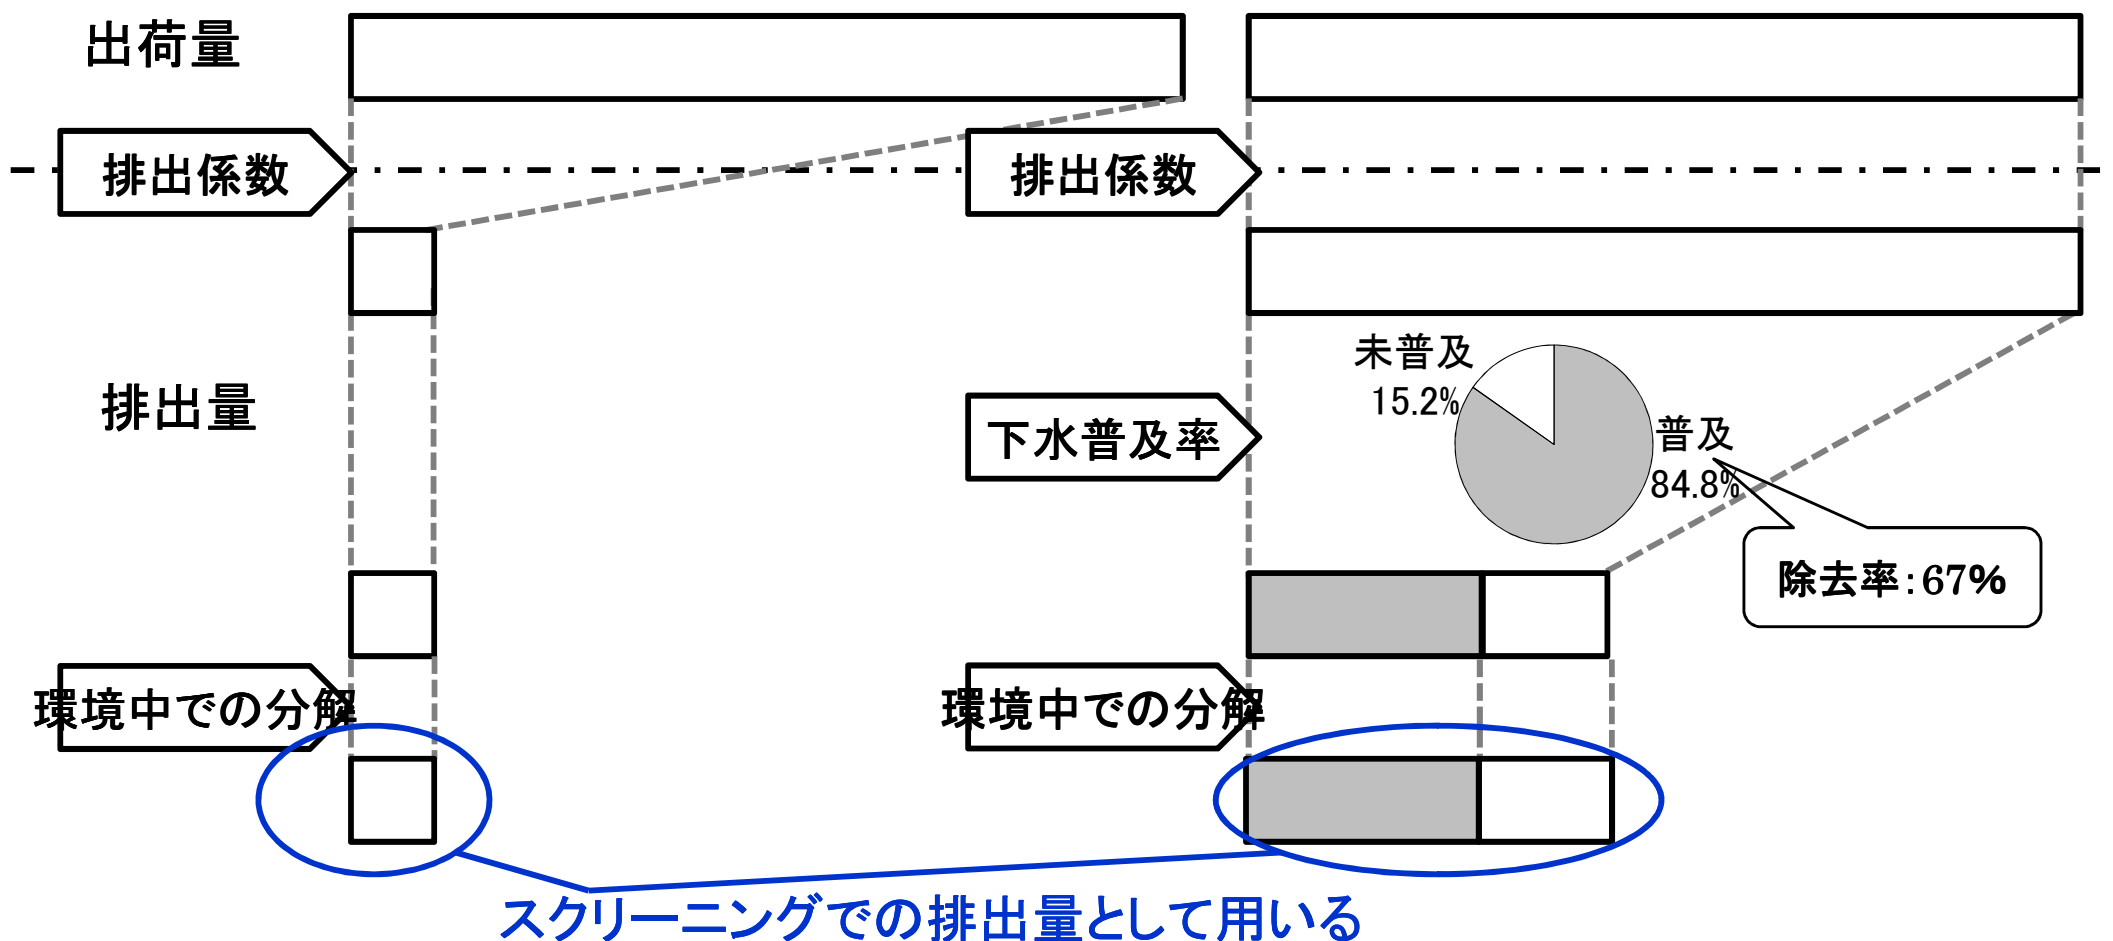 出荷量
排出係数
排出係数
排出量
下水普及率
未普及
15.2%
普及
84.8%
除去率：67%
環境中での分解
環境中での分解
スクリーニングでの排出量として用いる